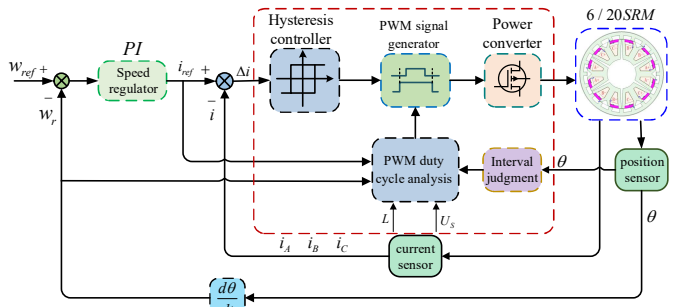 Hysteresis controller
PWM signal generator
Power converter
6 / 20SRM
PI
w_ref +
−
w_r
Speed regulator
i_ref +
Δi
−
i
PWM duty cycle analysis
Interval judgment
θ
position sensor
θ
L
U_S
i_A i_B i_C
current sensor
dθ